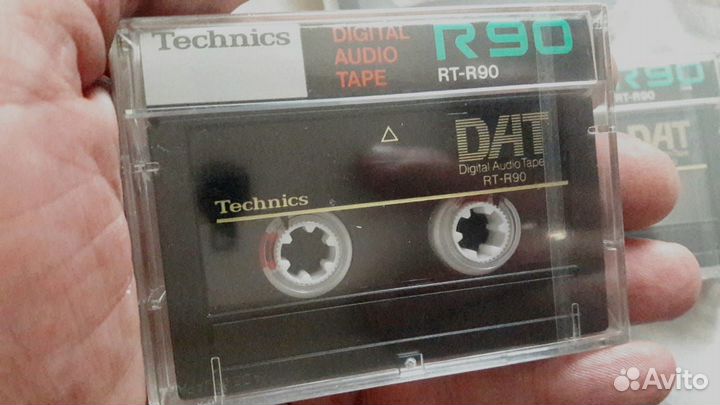 Technics
DIGITAL
AUDIO
TAPE
R90
RT-R90
DAT
Digital Audio Tape
RT-R90
Technics
R90
RT-R90
DAT
Avito